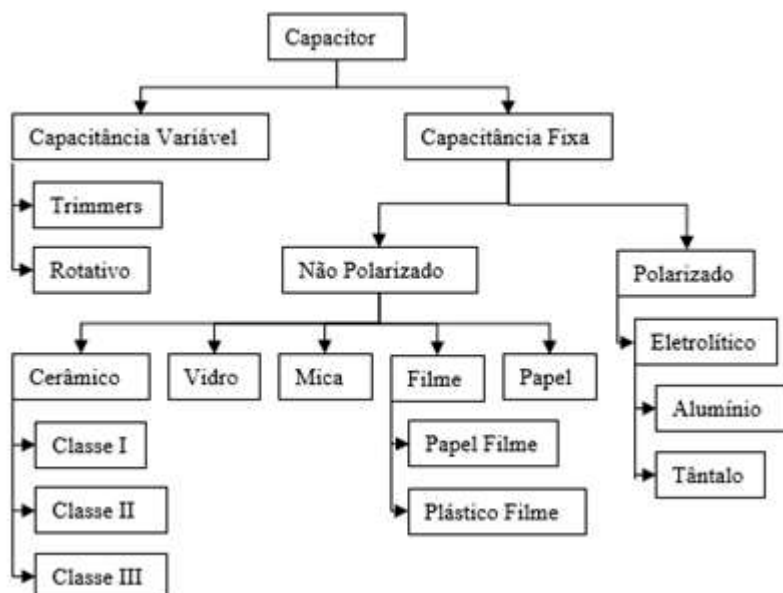 Capacitor
Capacitância Variável
Capacitância Fixa
Trimmers
Rotativo
Não Polarizado
Polarizado
Cerâmico
Vidro
Mica
Filme
Papel
Eletrolítico
Classe I
Classe II
Classe III
Papel Filme
Plástico Filme
Alumínio
Tântalo